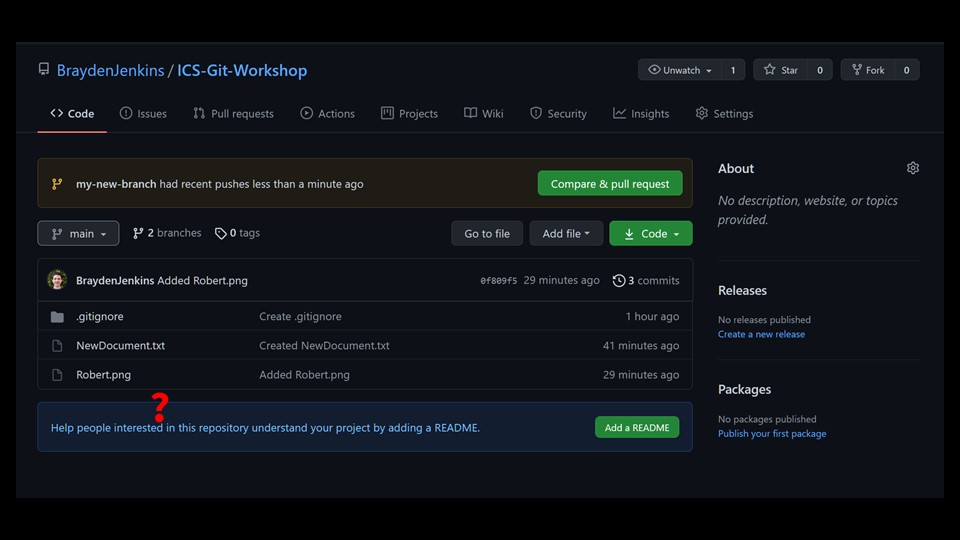 BraydenJenkins / ICS-Git-Workshop
Unwatch 1 Star 0 Fork 0
Code Issues Pull requests Actions Projects Wiki Security Insights Settings
my-new-branch had recent pushes less than a minute ago Compare & pull request
main 2 branches 0 tags Go to file Add file Code
BraydenJenkins Added Robert.png 0f809f5 29 minutes ago 3 commits
.gitignore Create .gitignore 1 hour ago
NewDocument.txt Created NewDocument.txt 41 minutes ago
Robert.png Added Robert.png 29 minutes ago
?
Help people interested in this repository understand your project by adding a README. Add a README
About
No description, website, or topics
provided.
Releases
No releases published
Create a new release
Packages
No packages published
Publish your first package